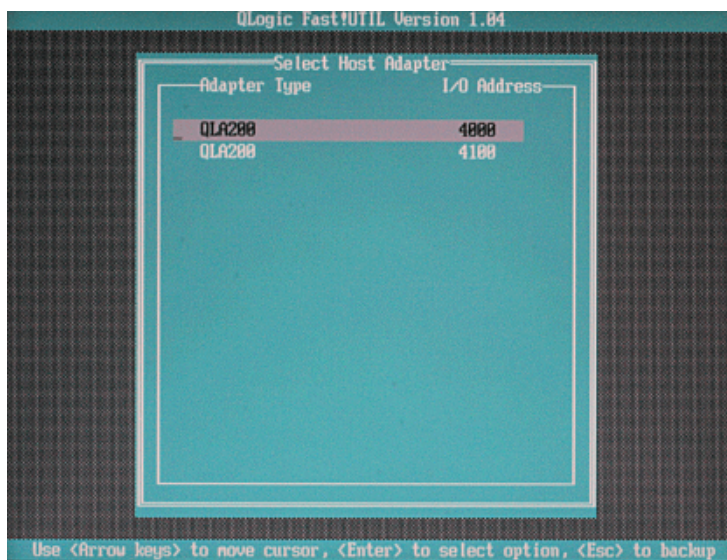 QLogic Fast!UTIL Version 1.04
Select Host Adapter
Adapter Type I/O Address
QLA200 4000
QLA200 4100
Use <Arrow keys> to move cursor, <Enter> to select option, <Esc> to backup